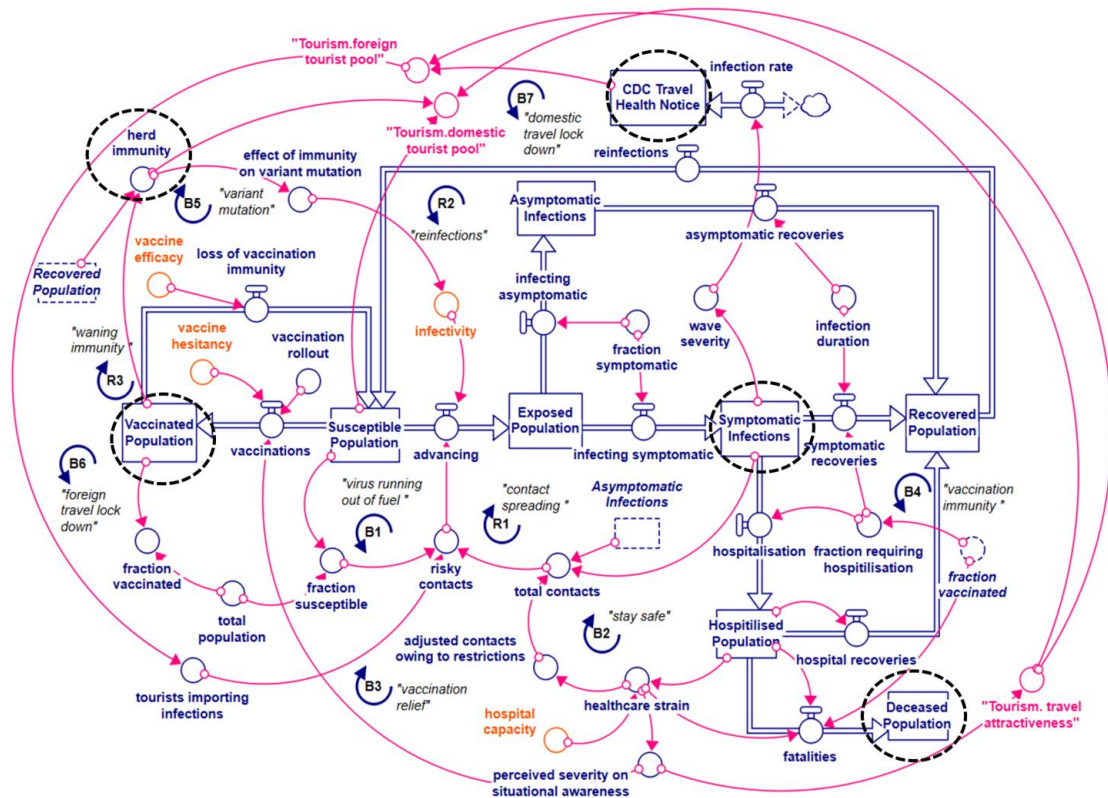 "Tourism.foreign
tourist pool"
CDC Travel
Health Notice
infection rate
B7
"domestic
travel lock
down"
"Tourism.domestic
tourist pool"
herd
immunity
effect of immunity
on variant mutation
B5
"variant
mutation"
reinfections
R2
"reinfections"
Asymptomatic
Infections
asymptomatic recoveries
vaccine
efficacy
loss of vaccination
immunity
Recovered
Population
infecting
asymptomatic
infectivity
wave
severity
infection
duration
fraction
symptomatic
"waning
immunity"
R3
vaccine
hesitancy
vaccination
rollout
Vaccinated
Population
vaccinations
Susceptible
Population
advancing
Exposed
Population
infecting symptomatic
Symptomatic
Infections
symptomatic
recoveries
Recovered
Population
B6
"foreign
travel lock
down"
"virus running
out of fuel"
B1
"contact
spreading"
R1
Asymptomatic
Infections
B4
"vaccination
immunity"
hospitalisation
fraction requiring
hospitilisation
fraction
vaccinated
fraction
vaccinated
fraction
susceptible
risky
contacts
total contacts
total
population
B2
"stay safe"
Hospitilised
Population
hospital recoveries
adjusted contacts
owing to restrictions
tourists importing
infections
B3
"vaccination
relief"
hospital
capacity
healthcare strain
fatalities
Deceased
Population
"Tourism. travel
attractiveness"
perceived severity on
situational awareness